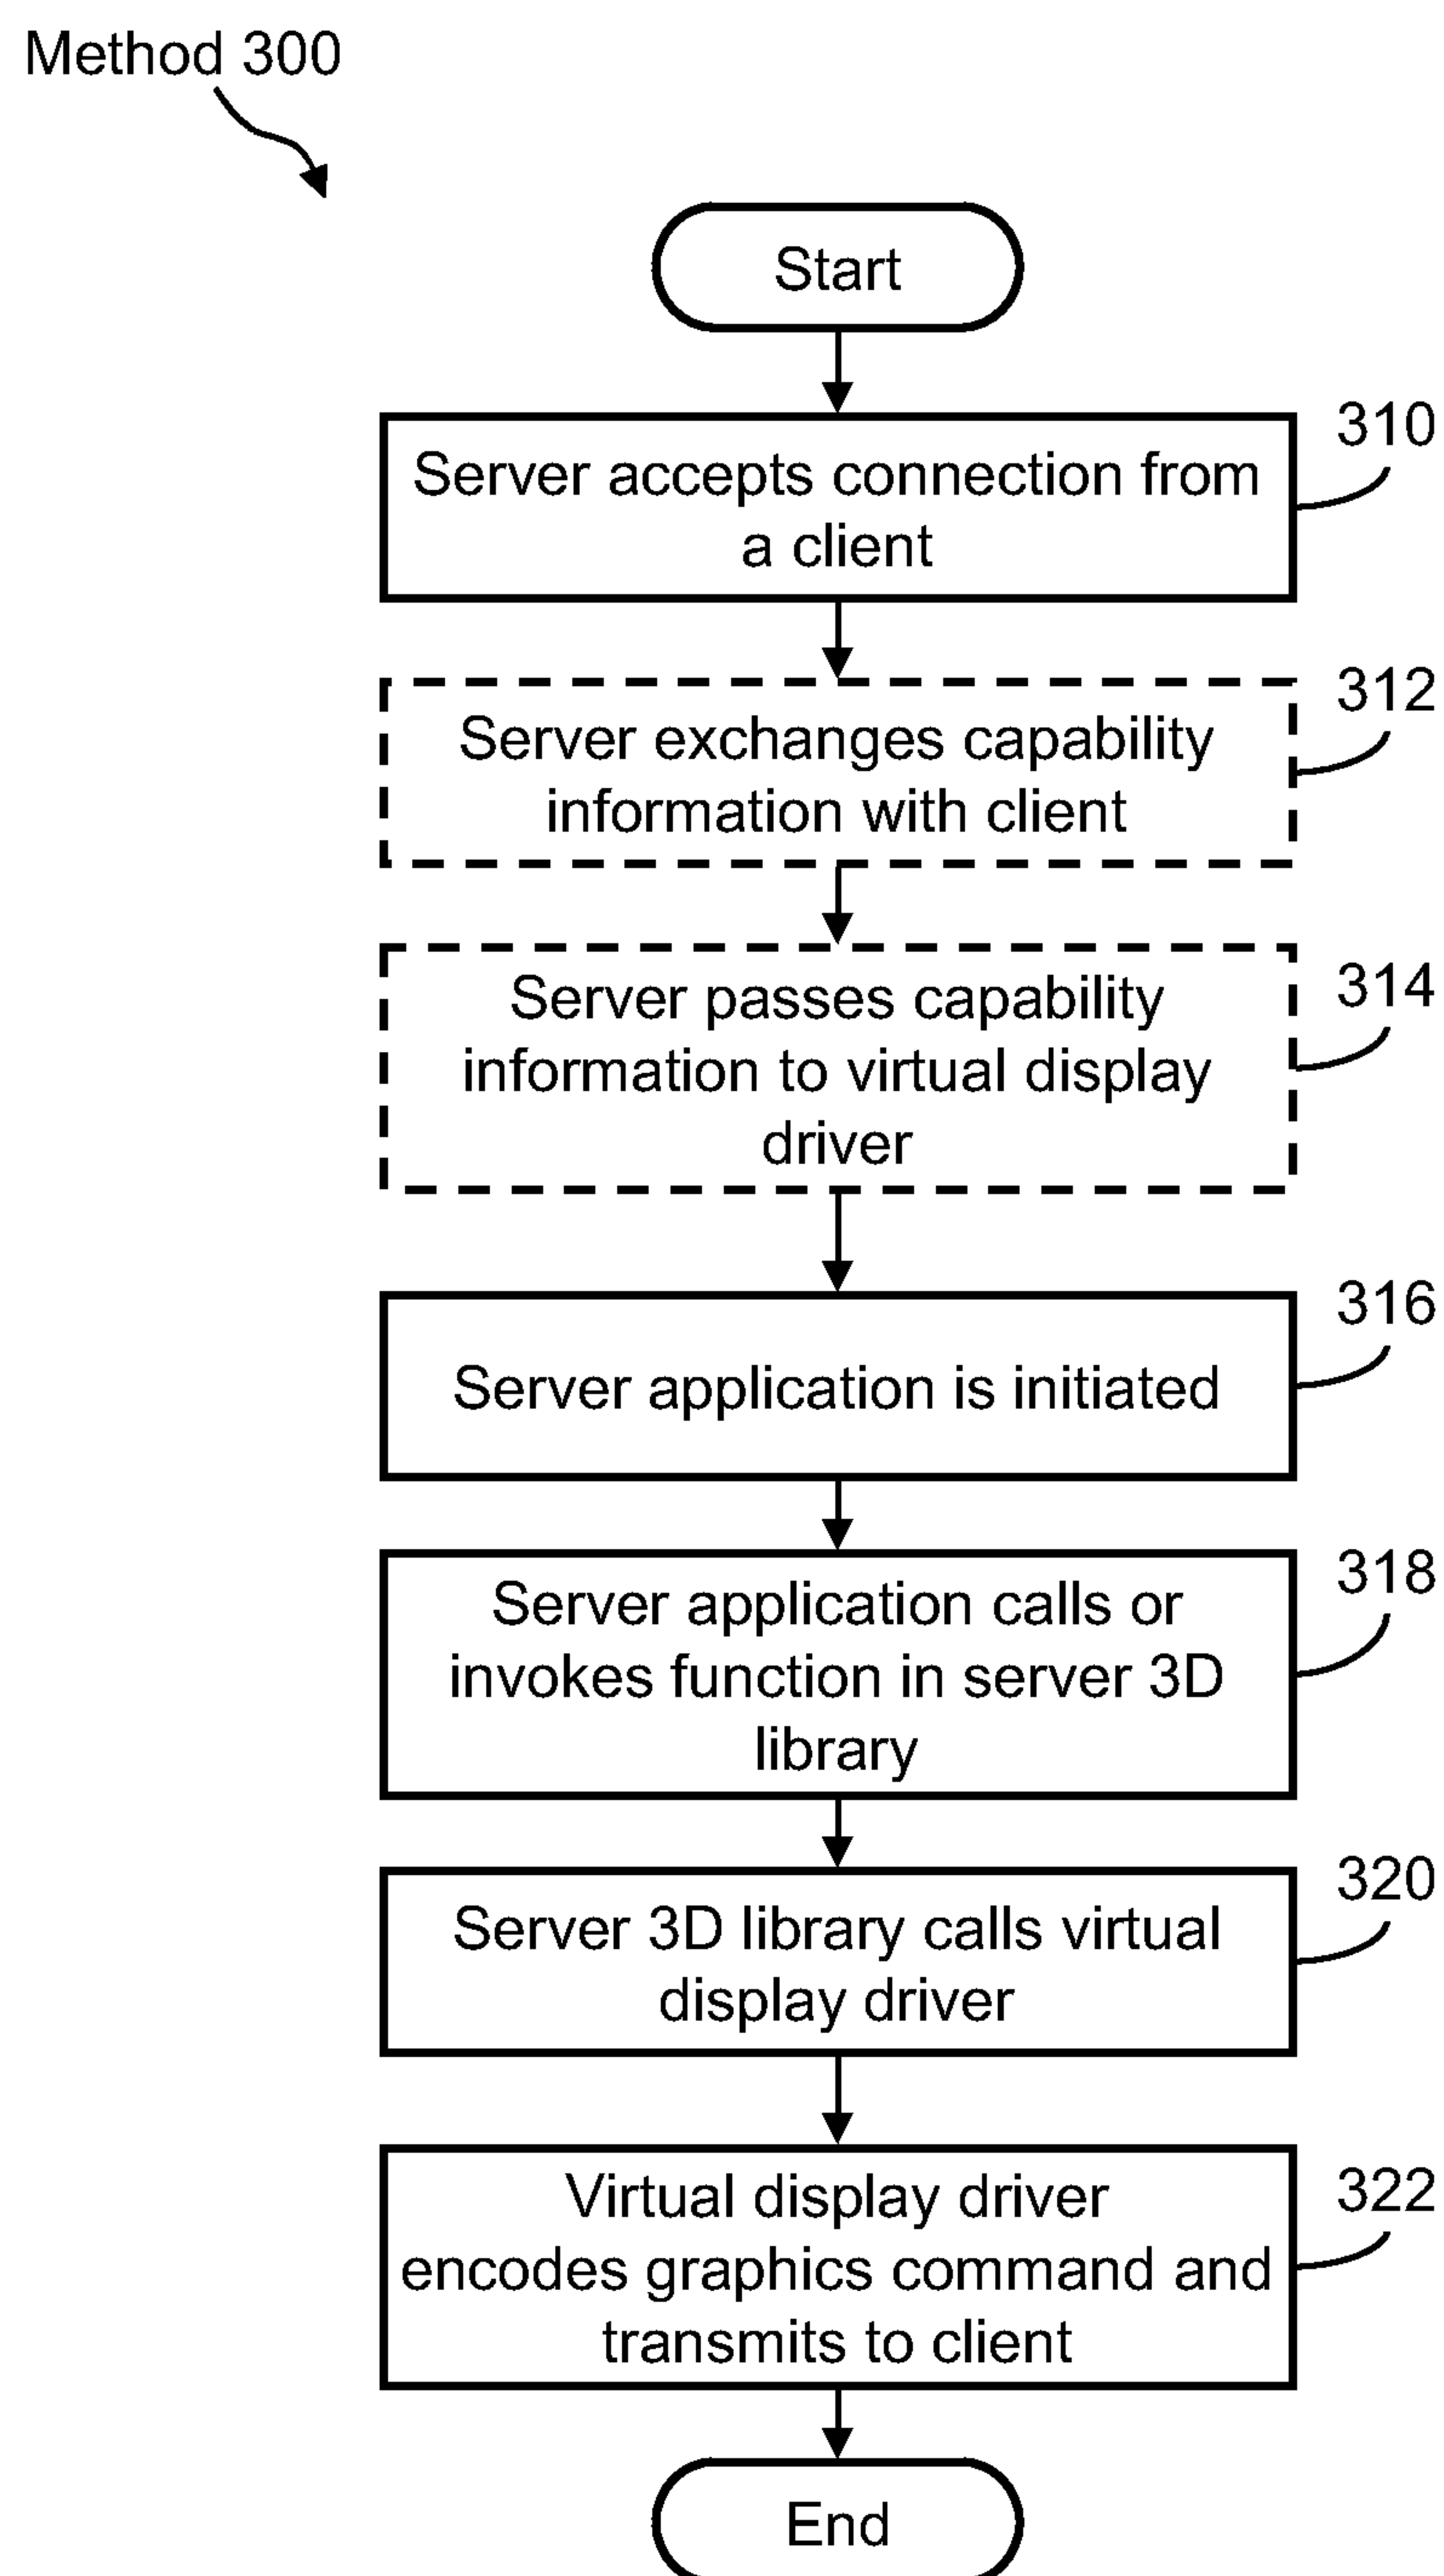 Method 300
Start
310
Server accepts connection from
a client
312
Server exchanges capability
information with client
314
Server passes capability
information to virtual display
driver
316
Server application is initiated
318
Server application calls or
invokes function in server 3D
library
320
Server 3D library calls virtual
display driver
322
Virtual display driver
encodes graphics command and
transmits to client
End